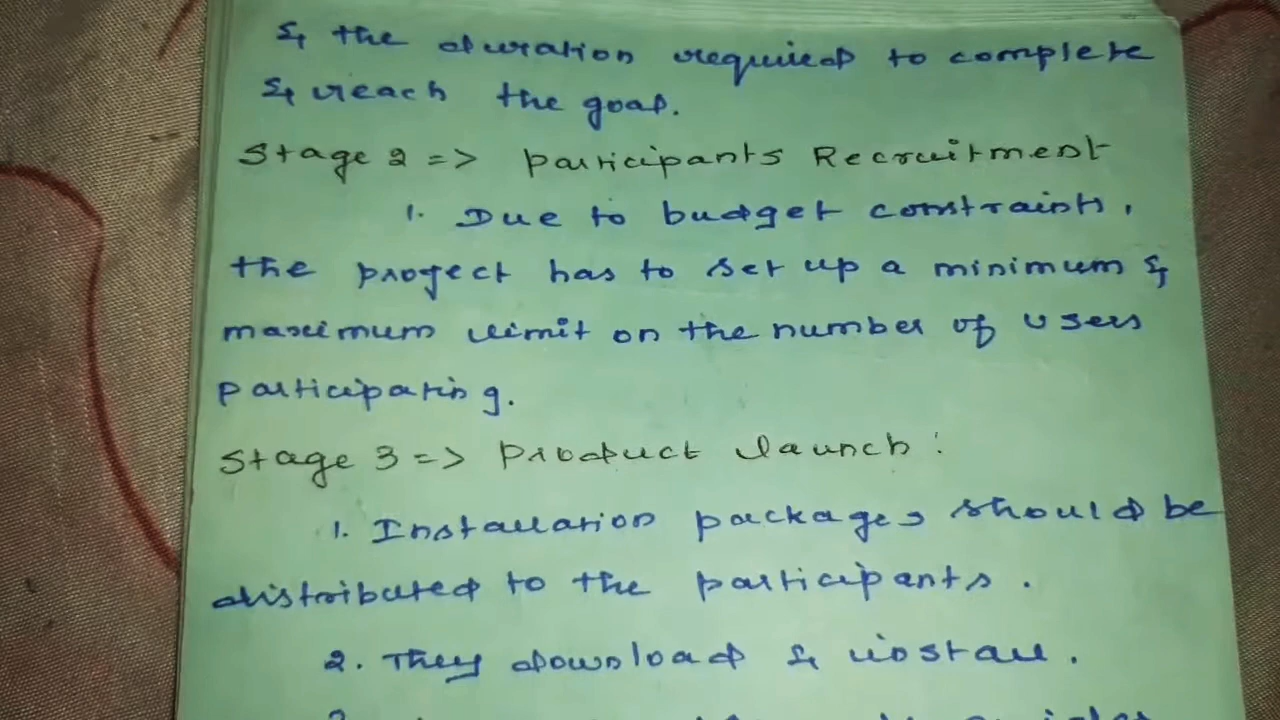 & the duration required to complete
& reach the goal.
Stage 2 => Participants Recruitment
1. Due to budget constraints,
the project has to set up a minimum &
maximum limit on the number of users
participating.
Stage 3 => Product launch :
1. Installation packages should be
distributed to the participants.
2. They download & install.
3.